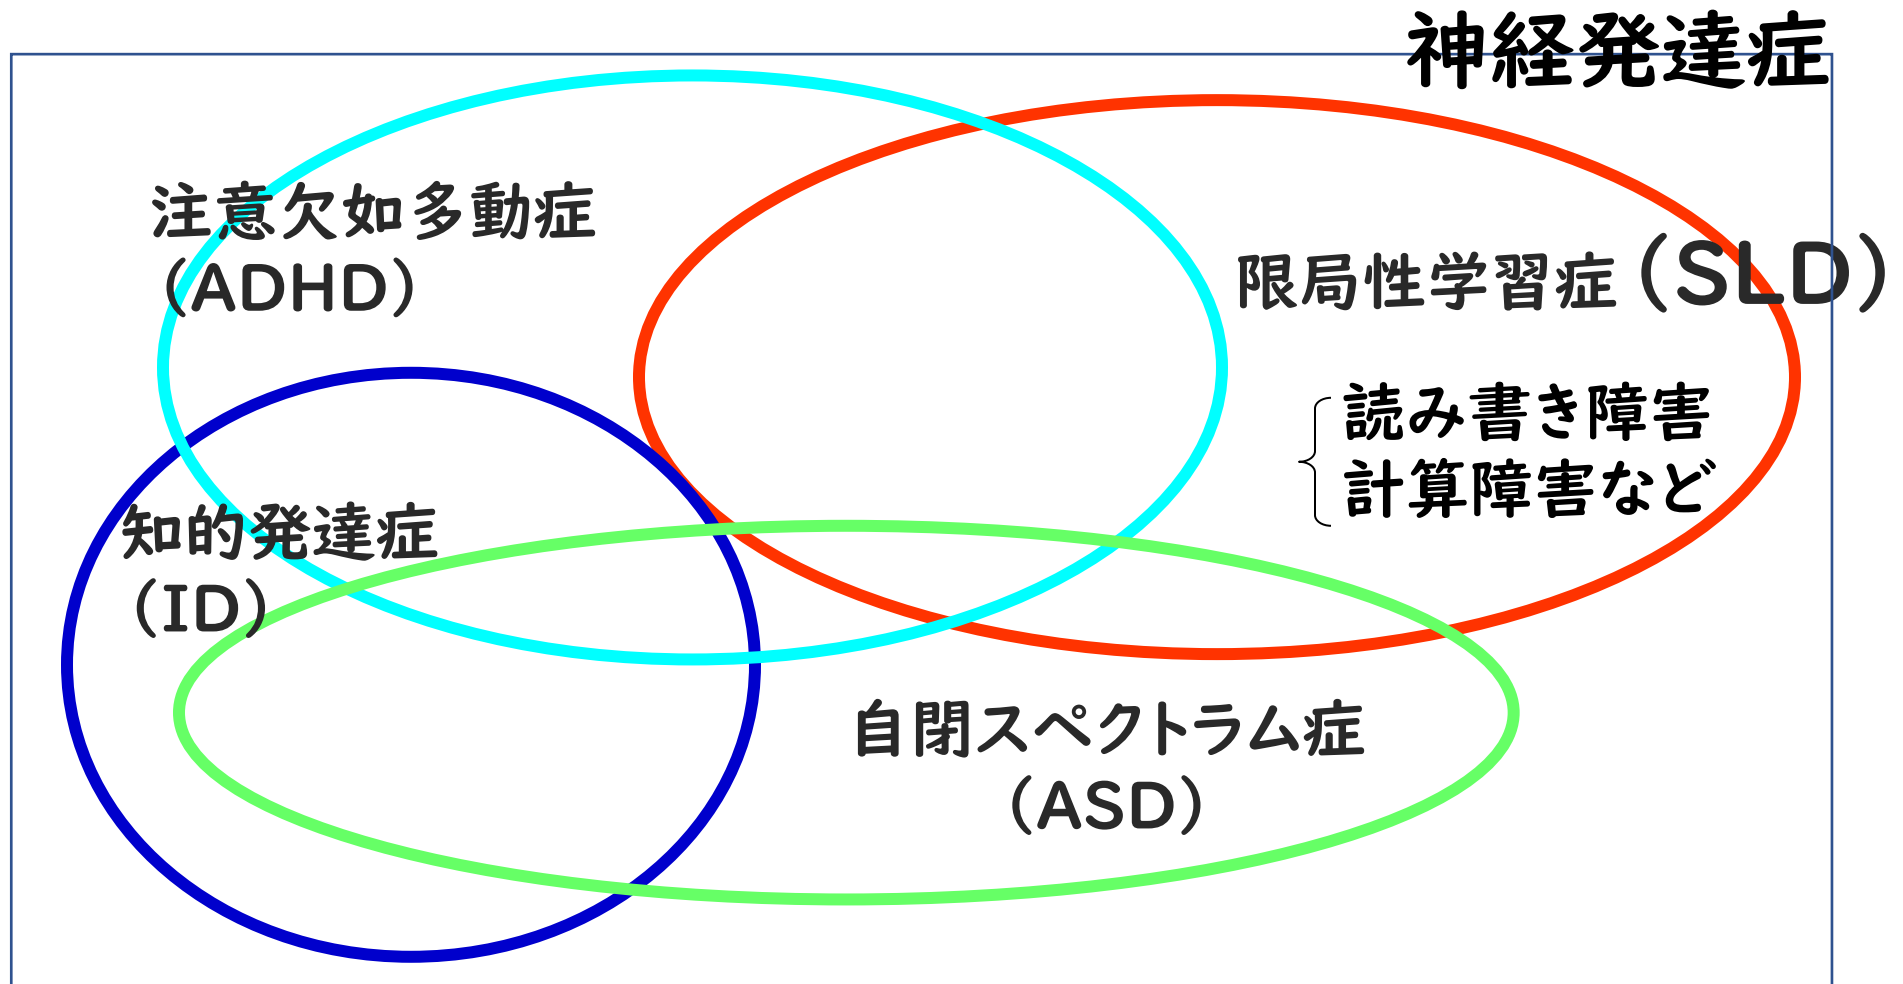 神経発達症
注意欠如多動症
（ADHD）
限局性学習症（SLD）
読み書き障害
計算障害など
知的発達症
（ID）
自閉スペクトラム症
（ASD）